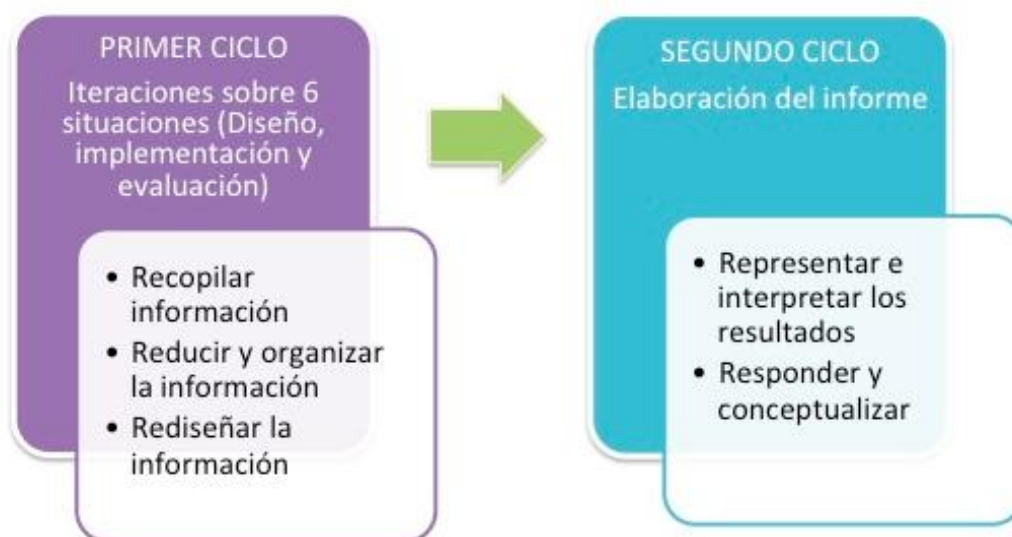 PRIMER CICLO
Iteraciones sobre 6
situaciones (Diseño,
implementación y
evaluación)
• Recopilar
información
• Reducir y organizar
la información
• Rediseñar la
información
SEGUNDO CICLO
Elaboración del informe
• Representar e
interpretar los
resultados
• Responder y
conceptualizar